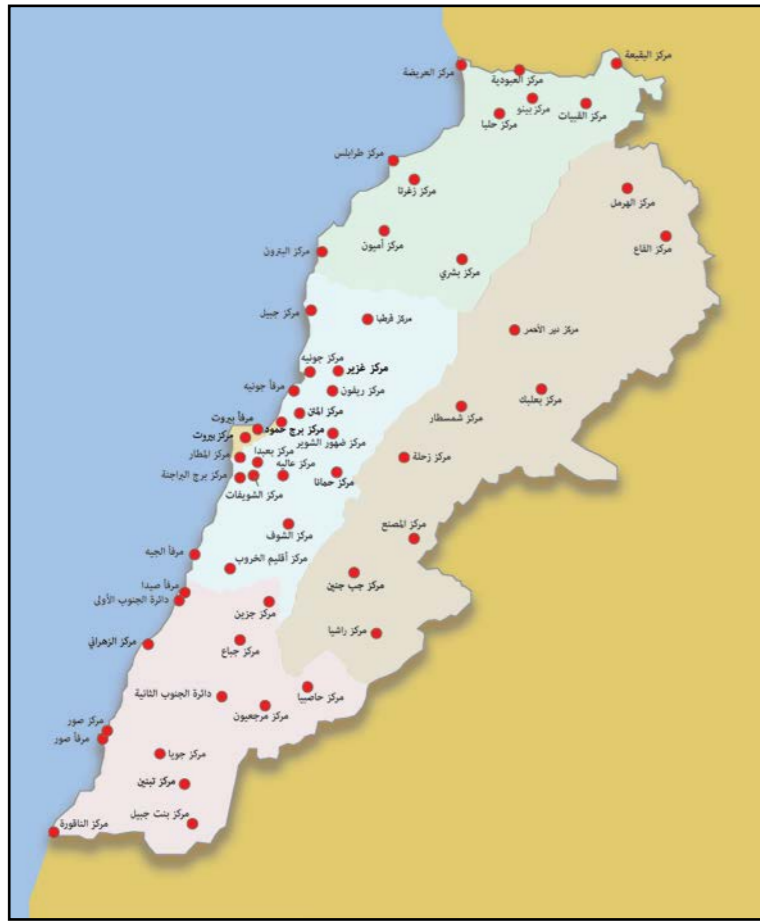 مركز البقيعة
مركز العريضة
مركز العبودية
مركز بينو
مركز القبيات
مركز حلبا
مركز طرابلس
مركز زغرتا
مركز الهرمل
مركز أميون
مركز القاع
مركز البترون
مركز بشري
مركز جبيل
مركز قرطبا
مركز دير الأحمر
مركز جونيه
مركز غزير
مرفأ جونيه
مركز ريفون
مركز بعلبك
مركز المتن
مركز شمسطار
مرفأ بيروت
مركز برج حمود
مركز بيروت
مركز ضهور الشوير
مركز بعبدا
مركز المطار
مركز عاليه
مركز زحلة
مركز برج البراجنة
مركز حمانا
مركز الشويفات
مركز المصنع
مركز الشوف
مرفأ الجيه
مركز أقليم الخروب
مركز جب جنين
مرفأ صيدا
دائرة الجنوب الأولى
مركز جزين
مركز راشيا
مركز الزهراني
مركز جباع
دائرة الجنوب الثانية
مركز حاصبيا
مركز مرجعيون
مركز صور
مرفأ صور
مركز جويا
مركز تبنين
مركز بنت جبيل
مركز الناقورة